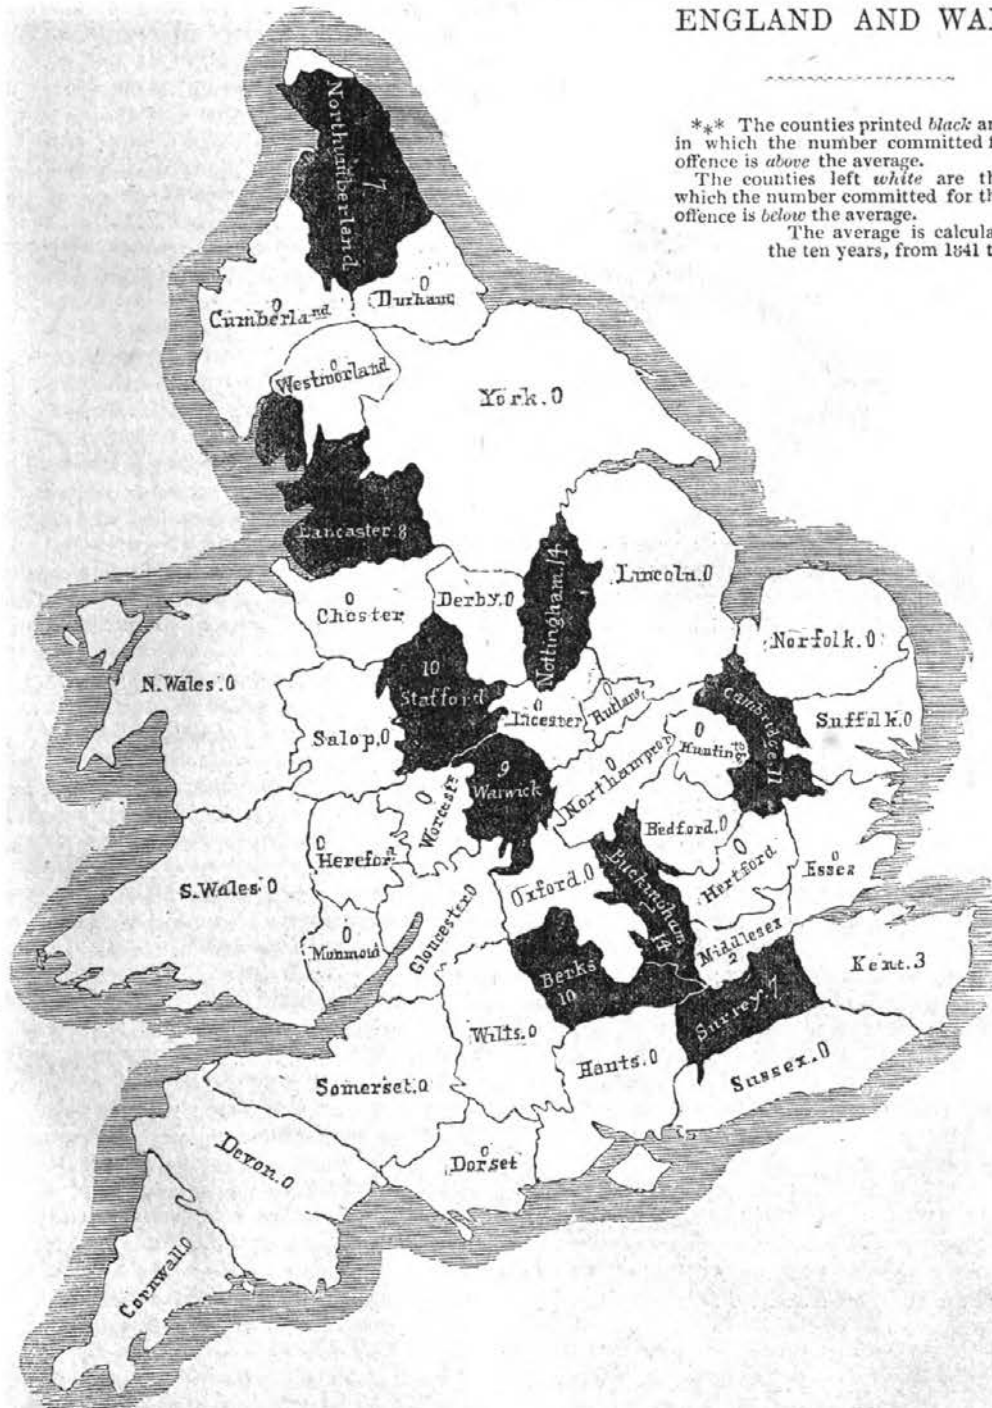 ENGLAND AND WA
*⁎* The counties printed black ar
in which the number committed f
offence is above the average.
The counties left white are th
which the number committed for th
offence is below the average.
The average is calcula
the ten years, from 1841 t
Northumberland 7
0
Cumberland
0
Durham
0
Westmorland
York.0
Lancaster.8
Nottingham.14
Lincoln.0
0
Chester
Derby.0
Norfolk.0
N.Wales.0
10
Stafford
0
Licester
0
Rutland
Cambridge 11
Suffolk.0
Salop.0
0
Hunting
9
Warwick
0
Northampton
0
Worcestr
Bedford.0
0
Hereford
Buckingham 14
0
Hertford
0
Essex
S.Wales.0
Oxford.0
0
Gloucester.0
Middlesex
2
Kent.3
Berks
10
Surrey.7
Wilts.0
Hants.0
Sussex.0
Somerset.0
Devon.0
0
Dorset
Cornwall.0